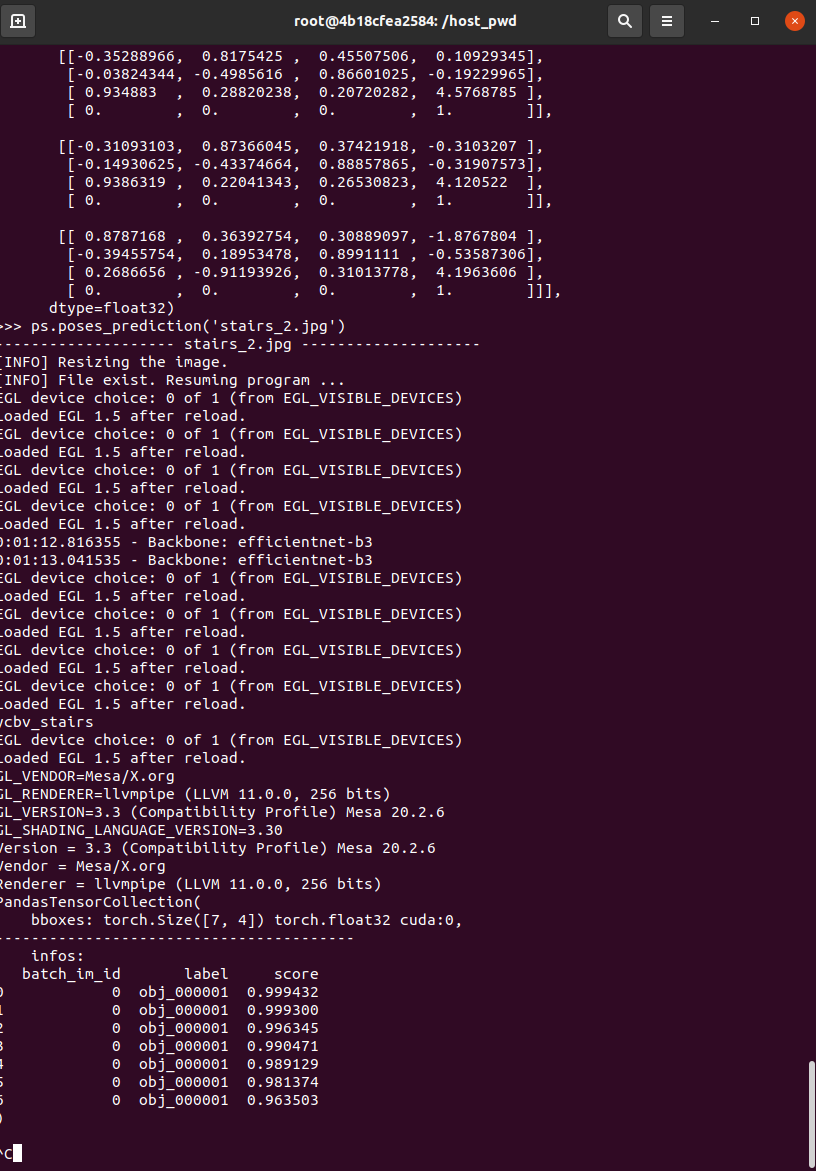 root@4b18cfea2584: /host_pwd
[[-0.35288966,  0.8175425 ,  0.45507506,  0.10929345],
[-0.03824344, -0.4985616 ,  0.86601025, -0.19229965],
[ 0.934883  ,  0.28820238,  0.20720282,  4.5768785 ],
[ 0.        ,  0.        ,  0.        ,  1.        ]],
[[-0.31093103,  0.87366045,  0.37421918, -0.3103207 ],
[-0.14930625, -0.43374664,  0.88857865, -0.31907573],
[ 0.9386319 ,  0.22041343,  0.26530823,  4.120522  ],
[ 0.        ,  0.        ,  0.        ,  1.        ]],
[[ 0.8787168 ,  0.36392754,  0.30889097, -1.8767804 ],
[-0.39455754,  0.18953478,  0.8991111 , -0.53587306],
[ 0.2686656 , -0.91193926,  0.31013778,  4.1963606 ],
[ 0.        ,  0.        ,  0.        ,  1.        ]]],
dtype=float32)
>>> ps.poses_prediction('stairs_2.jpg')
-------------------- stairs_2.jpg --------------------
[INFO] Resizing the image.
[INFO] File exist. Resuming program ...
EGL device choice: 0 of 1 (from EGL_VISIBLE_DEVICES)
Loaded EGL 1.5 after reload.
EGL device choice: 0 of 1 (from EGL_VISIBLE_DEVICES)
Loaded EGL 1.5 after reload.
EGL device choice: 0 of 1 (from EGL_VISIBLE_DEVICES)
Loaded EGL 1.5 after reload.
EGL device choice: 0 of 1 (from EGL_VISIBLE_DEVICES)
Loaded EGL 1.5 after reload.
0:01:12.816355 - Backbone: efficientnet-b3
0:01:13.041535 - Backbone: efficientnet-b3
EGL device choice: 0 of 1 (from EGL_VISIBLE_DEVICES)
Loaded EGL 1.5 after reload.
EGL device choice: 0 of 1 (from EGL_VISIBLE_DEVICES)
Loaded EGL 1.5 after reload.
EGL device choice: 0 of 1 (from EGL_VISIBLE_DEVICES)
Loaded EGL 1.5 after reload.
EGL device choice: 0 of 1 (from EGL_VISIBLE_DEVICES)
Loaded EGL 1.5 after reload.
ycbv_stairs
EGL device choice: 0 of 1 (from EGL_VISIBLE_DEVICES)
Loaded EGL 1.5 after reload.
GL_VENDOR=Mesa/X.org
GL_RENDERER=llvmpipe (LLVM 11.0.0, 256 bits)
GL_VERSION=3.3 (Compatibility Profile) Mesa 20.2.6
GL_SHADING_LANGUAGE_VERSION=3.30
Version = 3.3 (Compatibility Profile) Mesa 20.2.6
Vendor = Mesa/X.org
Renderer = llvmpipe (LLVM 11.0.0, 256 bits)
PandasTensorCollection(
bboxes: torch.Size([7, 4]) torch.float32 cuda:0,
----------------------------------------
infos:
batch_im_id       label     score
0            0  obj_000001  0.999432
1            0  obj_000001  0.999300
2            0  obj_000001  0.996345
3            0  obj_000001  0.990471
4            0  obj_000001  0.989129
5            0  obj_000001  0.981374
6            0  obj_000001  0.963503
)
^C